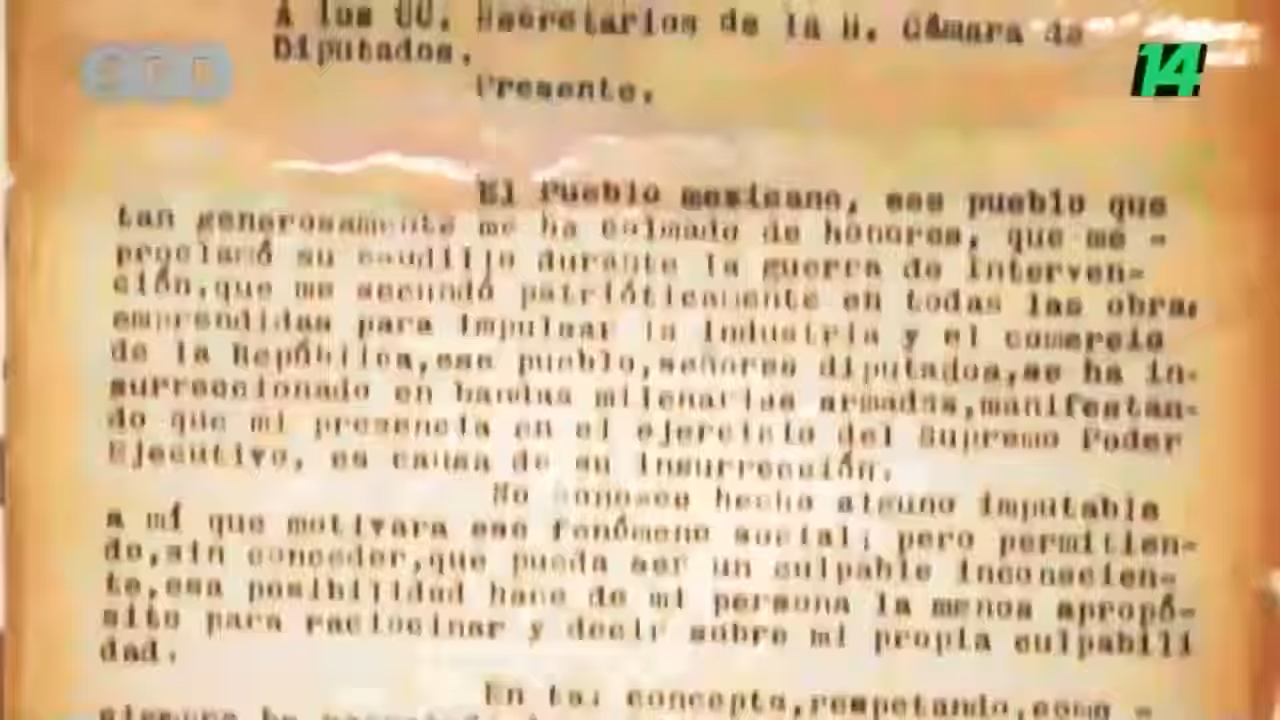 A los CC. Secretarios de la H. Cámara de
Diputados.
14
Presente.
El Pueblo mexicano, ese pueblo que
tan generosamente me ha colmado de honores, que me -
proclamó su caudillo durante la guerra de Interven-
ción,que me secundó patrióticamente en todas las obras
emprendidas para impulsar la Industria y el comercio
de la República,ese pueblo,señores diputados,se ha in-
surreccionado en bandas milenarias armadas,manifestan-
do que mi presencia en el ejercicio del Supremo Poder
Ejecutivo, es causa de su insurrección.
No conozco hecho alguno imputable
a mí que motivara ese fenómeno social; pero permitien-
do,sin conceder,que pueda ser un culpable inconscien-
te,esa posibilidad hace de mi persona la menos apropó-
sito para raciocinar y decir sobre mi propia culpabili
dad.
En tal concepto,respetando,como -
siempre he respetado